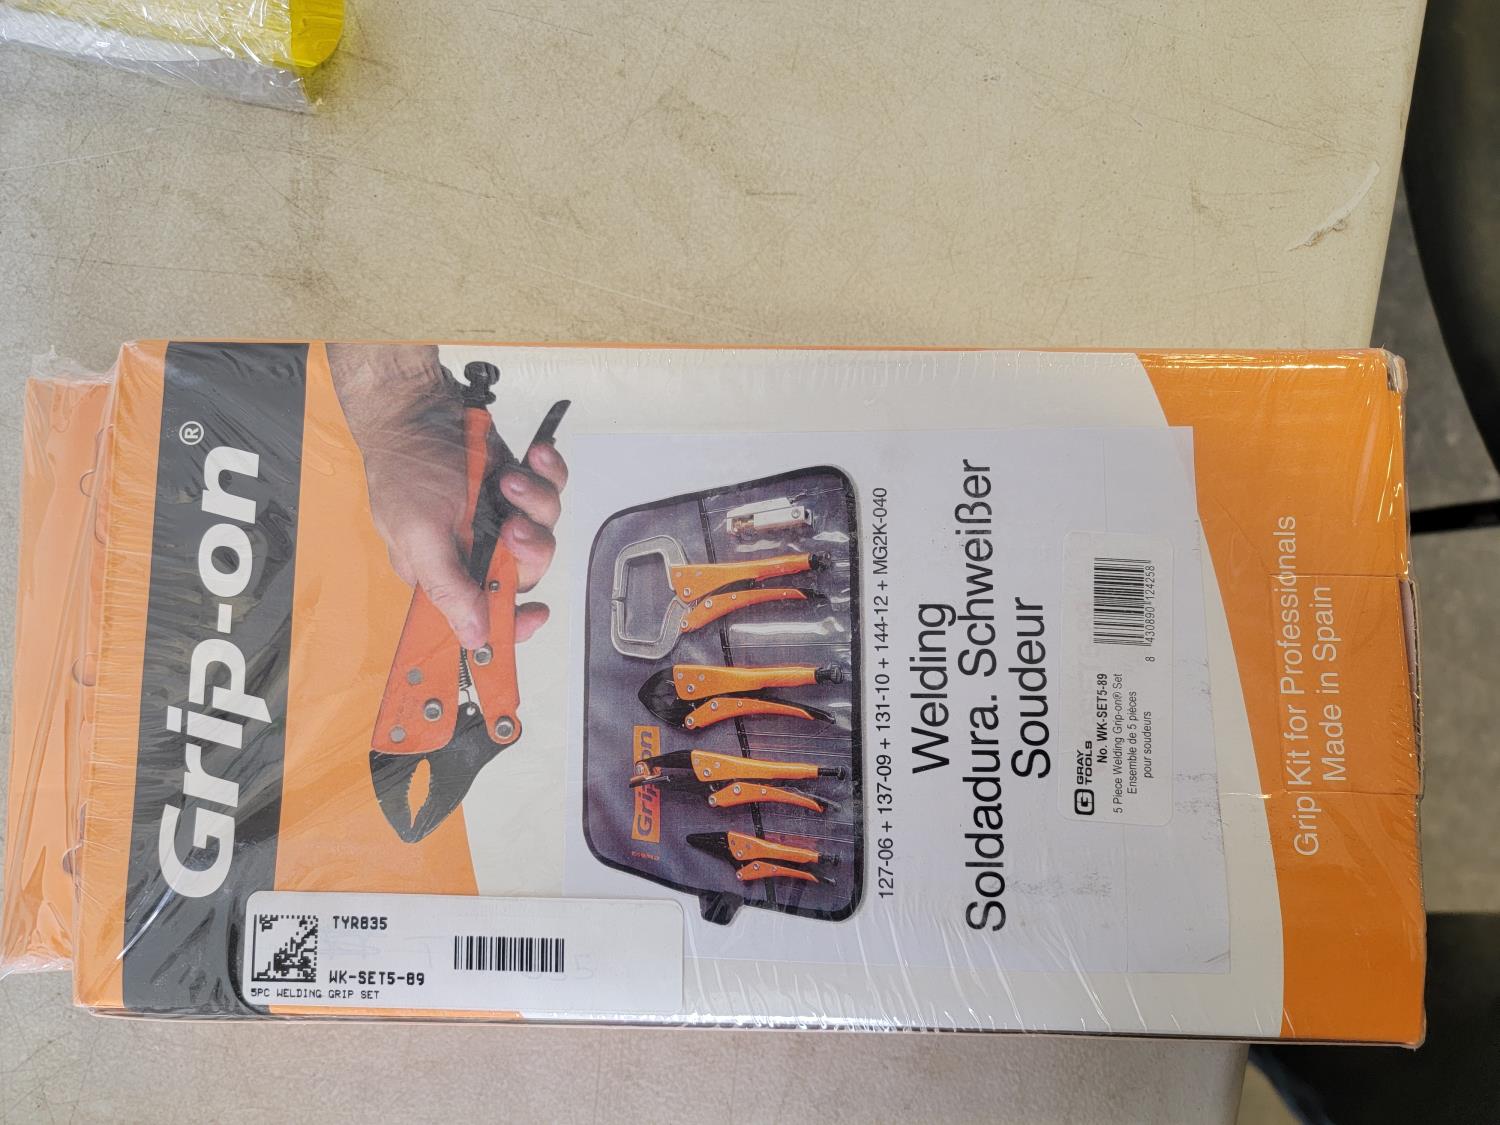 Grip-on®
Grip-on
127-06 + 137-09 + 131-10 + 144-12 + MG2K-040
Welding
Soldadura. Schweißer
Soudeur
GRAY TOOLS
No. WK-SET5-89
5 Piece Welding Grip-on® Set
Ensemble de 5 pièces
pour soudeurs
8 430890 124258
Grip Kit for Professionals
Made in Spain
TYR835
WK-SET5-89
5PC WELDING GRIP SET